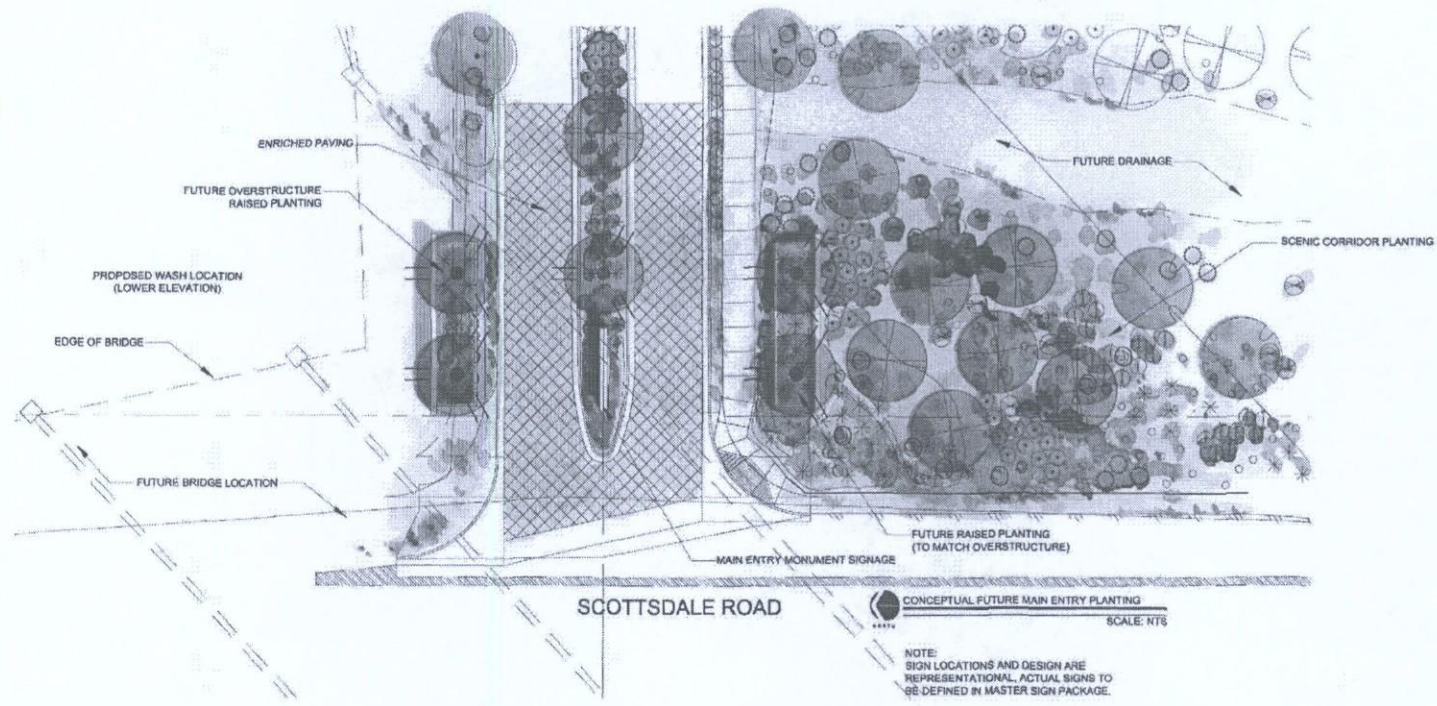 ENRICHED PAVING
FUTURE OVERSTRUCTURE
RAISED PLANTING
PROPOSED WASH LOCATION
(LOWER ELEVATION)
EDGE OF BRIDGE
FUTURE BRIDGE LOCATION
FUTURE DRAINAGE
SCENIC CORRIDOR PLANTING
FUTURE RAISED PLANTING
(TO MATCH OVERSTRUCTURE)
MAIN ENTRY MONUMENT SIGNAGE
SCOTTSDALE ROAD
NORTH
CONCEPTUAL FUTURE MAIN ENTRY PLANTING
SCALE: NTS
NOTE:
SIGN LOCATIONS AND DESIGN ARE
REPRESENTATIONAL, ACTUAL SIGNS TO
BE DEFINED IN MASTER SIGN PACKAGE.